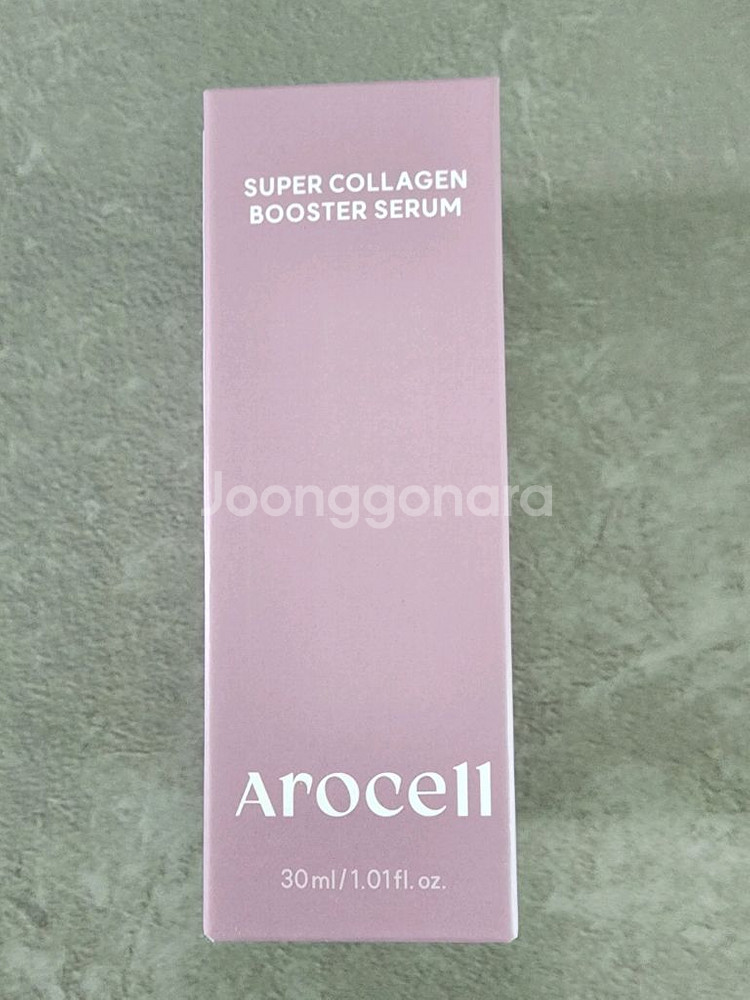 SUPER COLLAGEN
BOOSTER SERUM
Joonggonara
Arocell
30ml/1.01fl. oz.